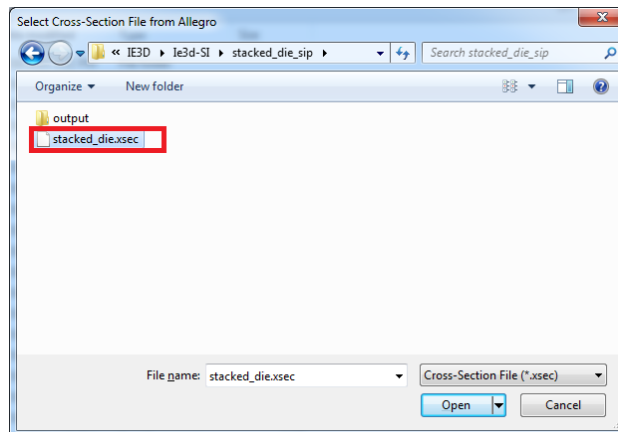 Select Cross-Section File from Allegro
« IE3D Ie3d-SI stacked_die_sip Search stacked_die_sip
Organize New folder
output
stacked_die.xsec
File name: stacked_die.xsec Cross-Section File (*.xsec)
Open Cancel